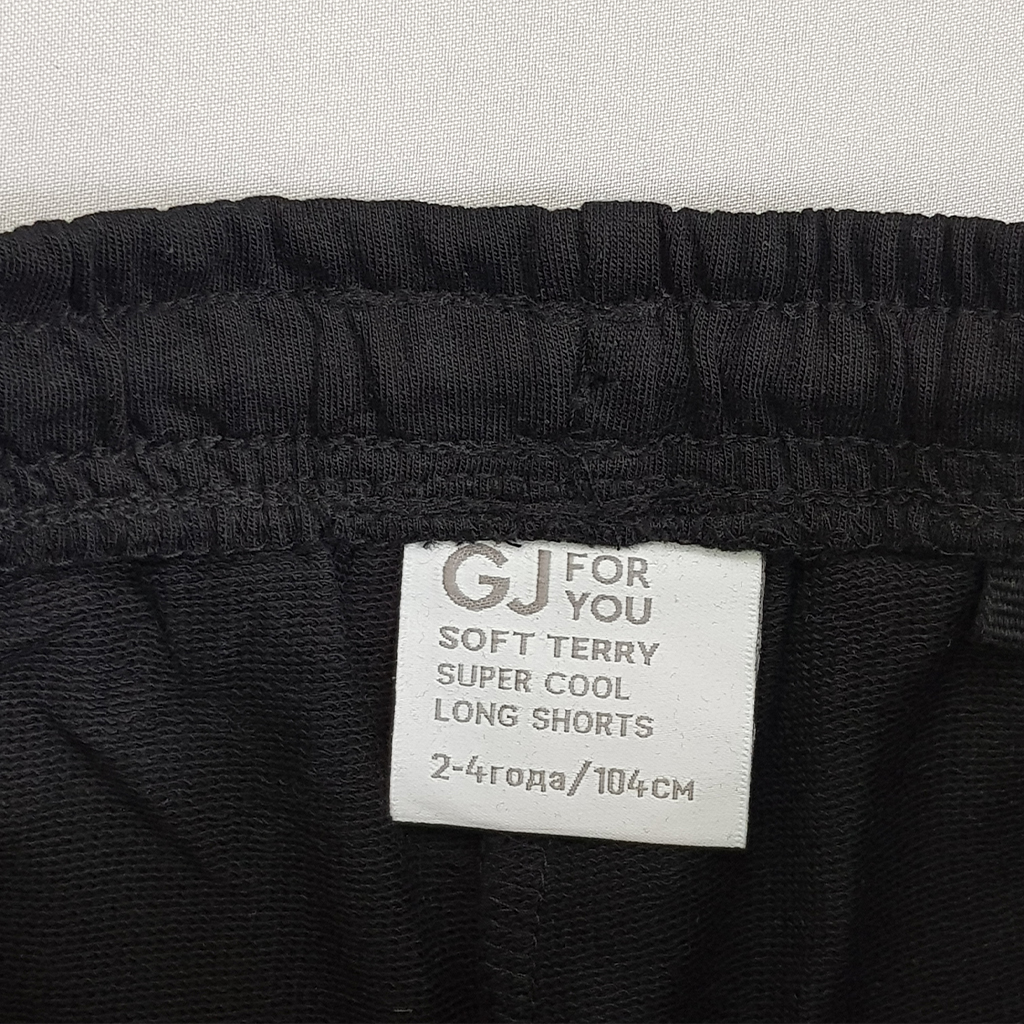 GJ FOR
YOU
SOFT TERRY
SUPER COOL
LONG SHORTS
2-4года/104см